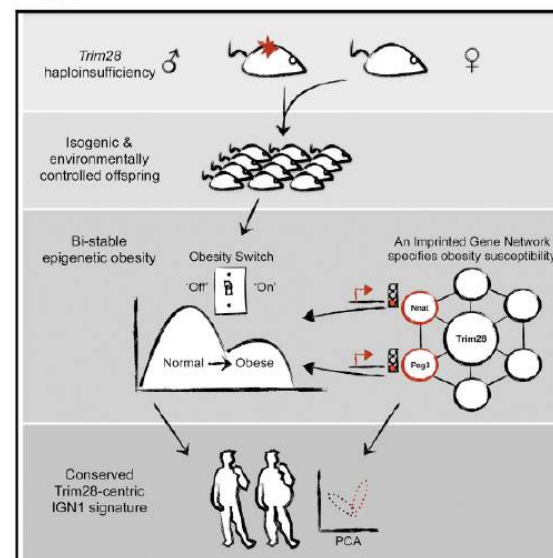 Trim28
haploinsufficiency
♂
♀
Isogenic &
environmentally
controlled offspring
Bi-stable
epigenetic obesity
Obesity Switch
'Off'
'On'
Normal
Obese
An Imprinted Gene Network
specifies obesity susceptibility
Nnat
Trim28
Peg3
Conserved
Trim28-centric
IGN1 signature
PCA